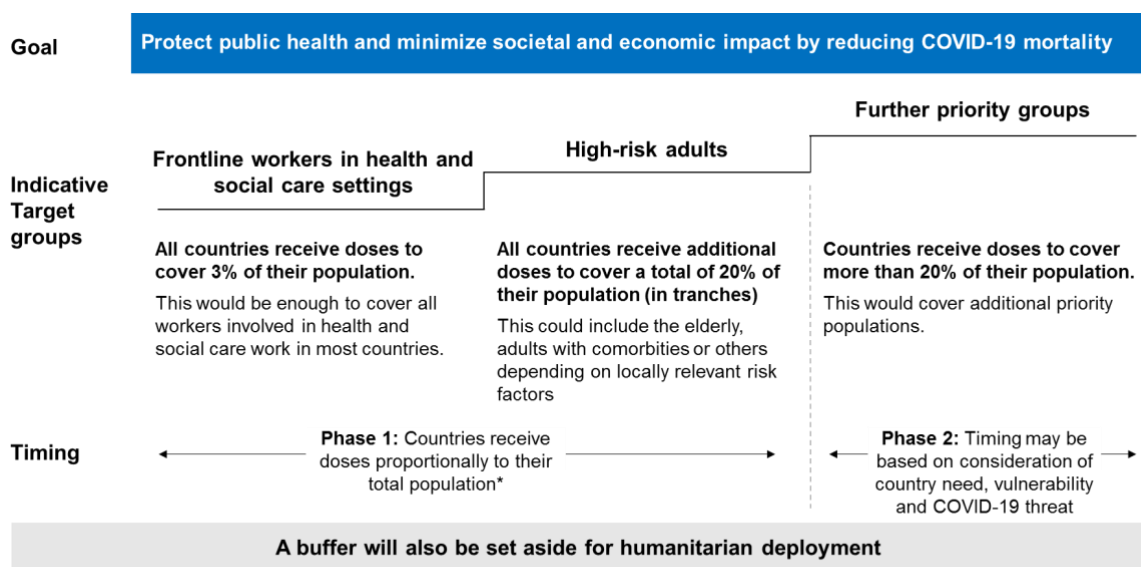 Goal
Protect public health and minimize societal and economic impact by reducing COVID-19 mortality
Indicative
Target
groups
Frontline workers in health and
social care settings
All countries receive doses to
cover 3% of their population.
This would be enough to cover all
workers involved in health and
social care work in most countries.
High-risk adults
All countries receive additional
doses to cover a total of 20% of
their population (in tranches)
This could include the elderly,
adults with comorbities or others
depending on locally relevant risk
factors
Further priority groups
Countries receive doses to cover
more than 20% of their population.
This would cover additional priority
populations.
Timing
Phase 1: Countries receive
doses proportionally to their
total population*
Phase 2: Timing may be
based on consideration of
country need, vulnerability
and COVID-19 threat
A buffer will also be set aside for humanitarian deployment